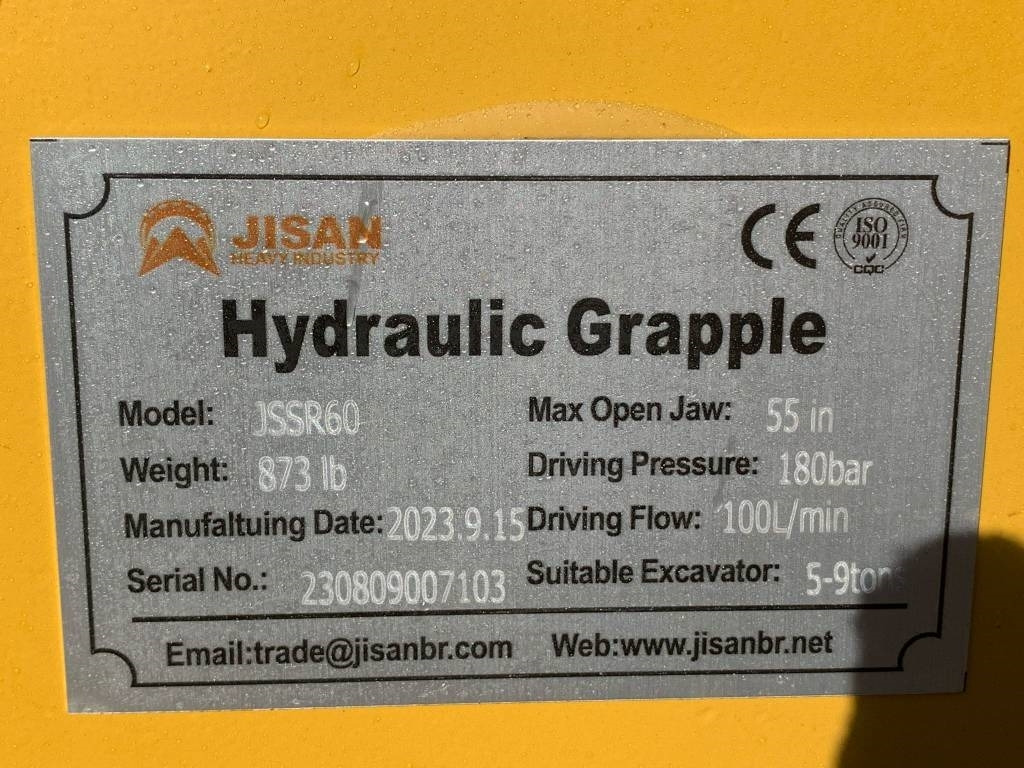 JISAN
HEAVY INDUSTRY
CE
ISO
9001
CQC
Hydraulic Grapple
Model: JSSR60
Max Open Jaw: 55 in
Weight: 873 lb
Driving Pressure: 180bar
Manufaltuing Date: 2023.9.15
Driving Flow: 100L/min
Serial No.: 230809007103
Suitable Excavator: 5-9tons
Email:trade@jisanbr.com
Web:www.jisanbr.net